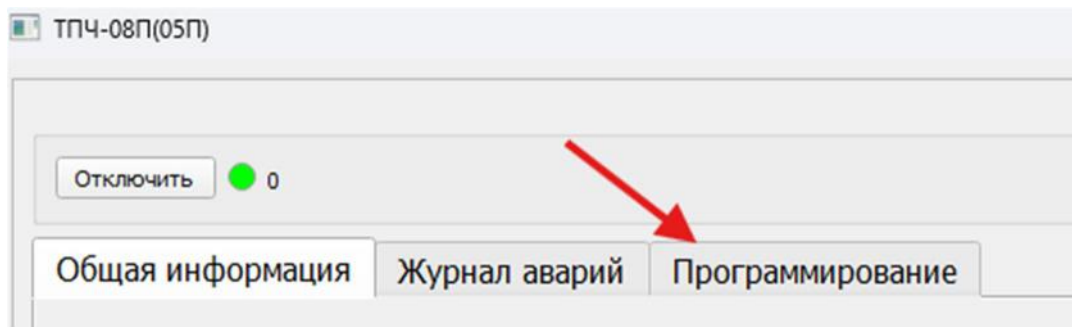 ТПЧ-08П(05П)
Отключить 0
Общая информация Журнал аварий Программирование